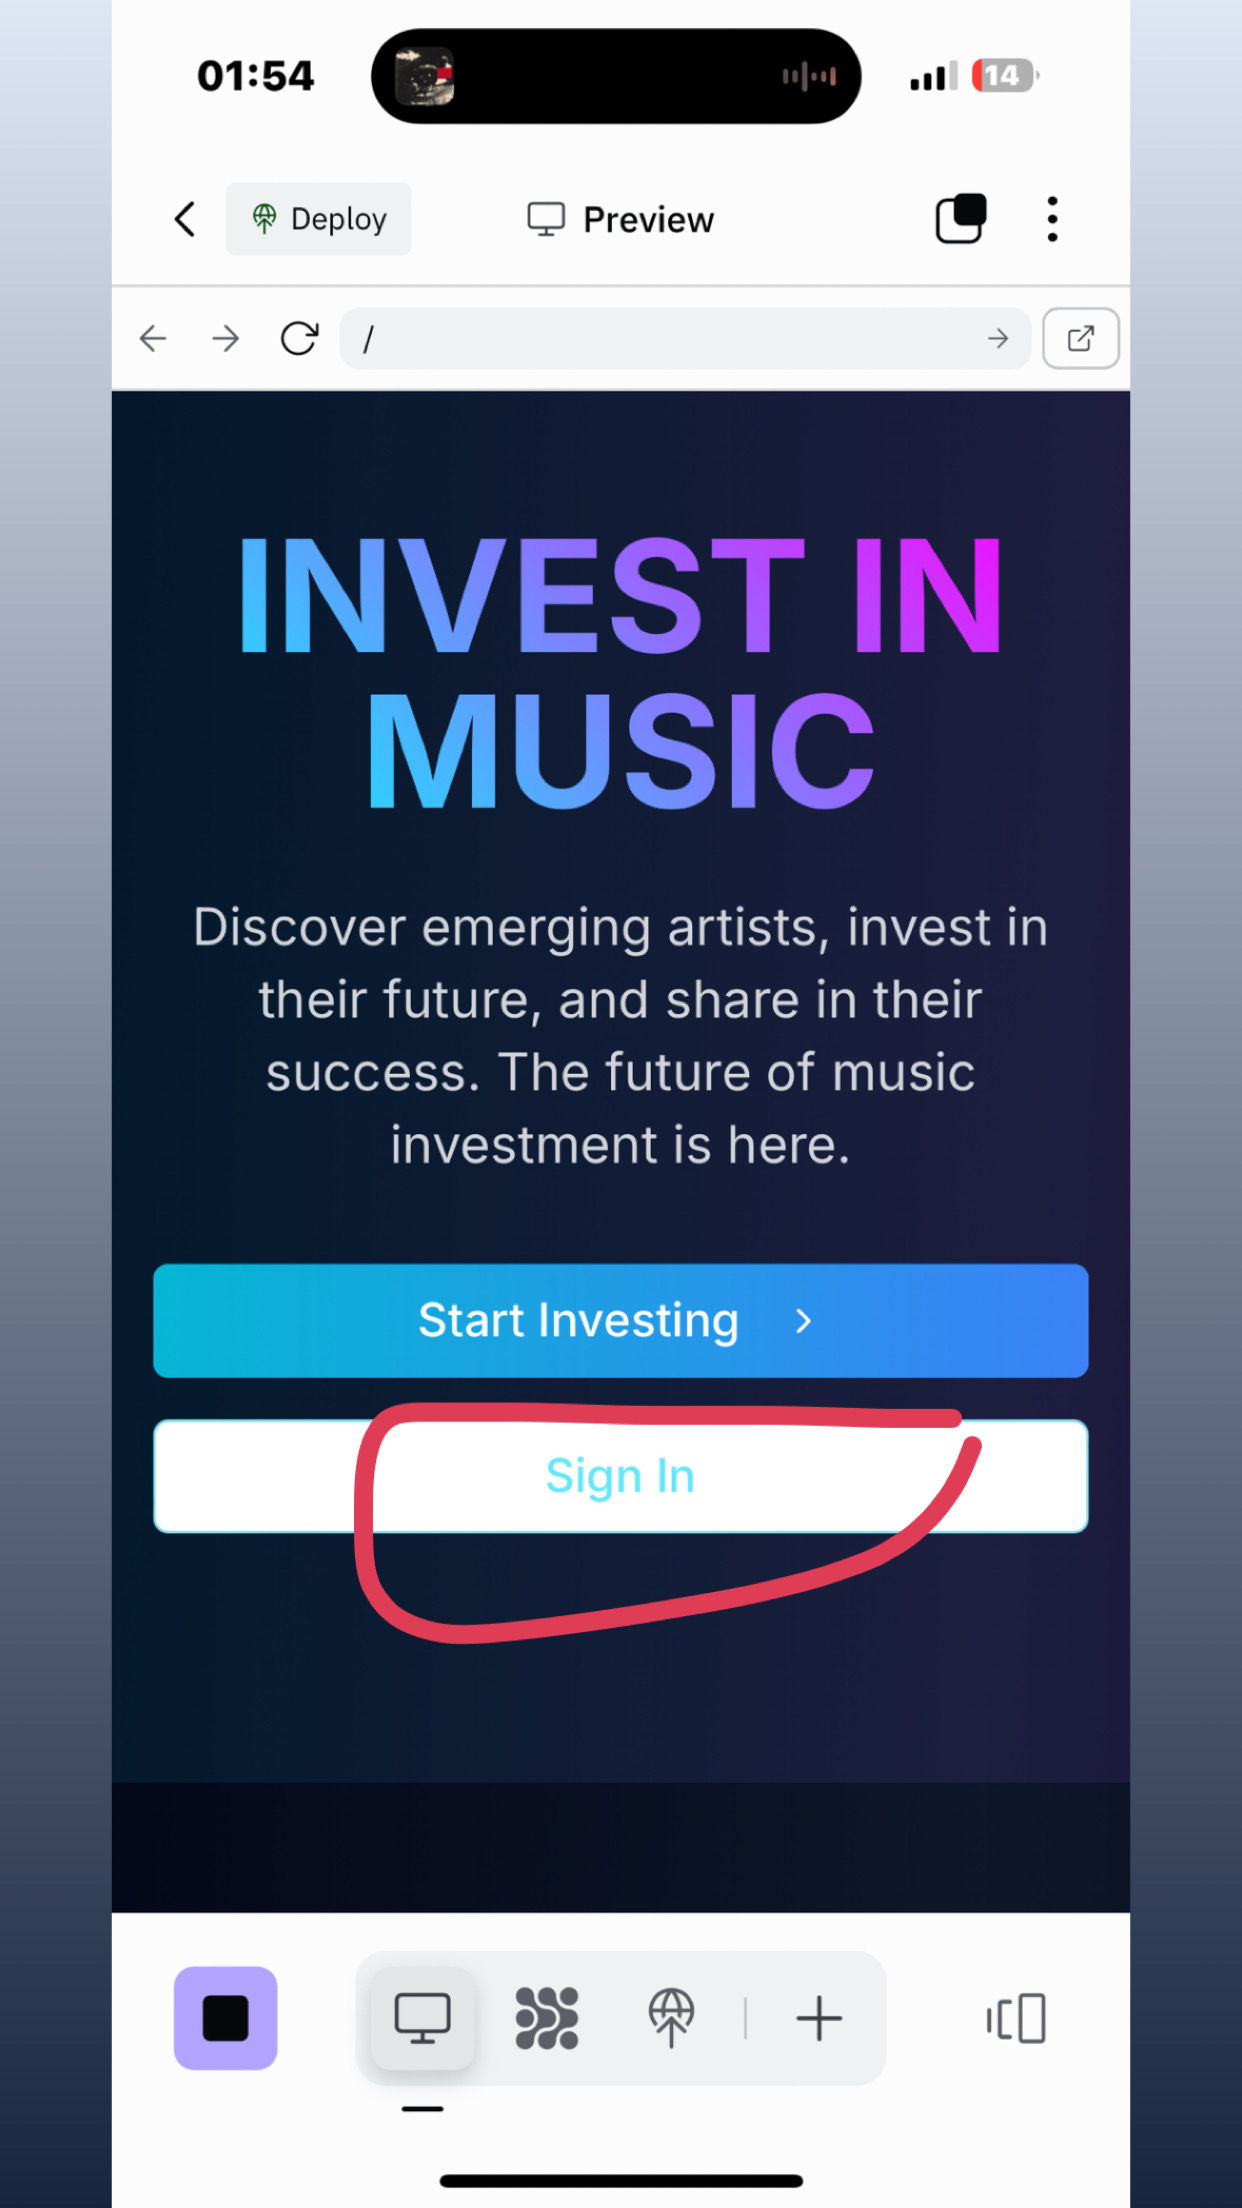 01:54
14
Deploy
Preview
/
INVEST IN
MUSIC
Discover emerging artists, invest in
their future, and share in their
success. The future of music
investment is here.
Start Investing
Sign In